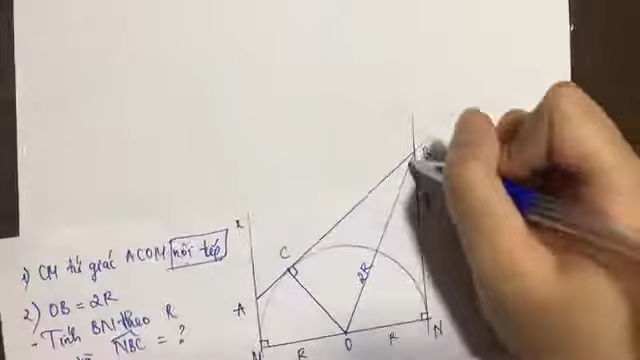 1) CM tứ giác ACOM nội tiếp
2) OB = 2R
- Tính BN theo R
NBC = ?
x
C
B
A
2R
O
N
R
R